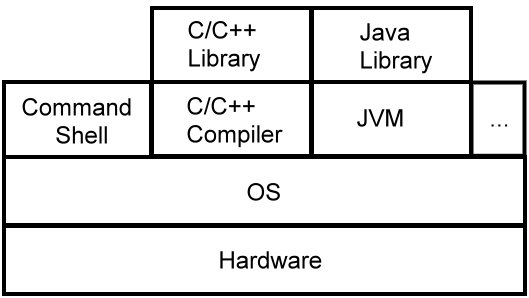 C/C++
Library
Java
Library
Command
Shell
C/C++
Compiler
JVM
...
OS
Hardware